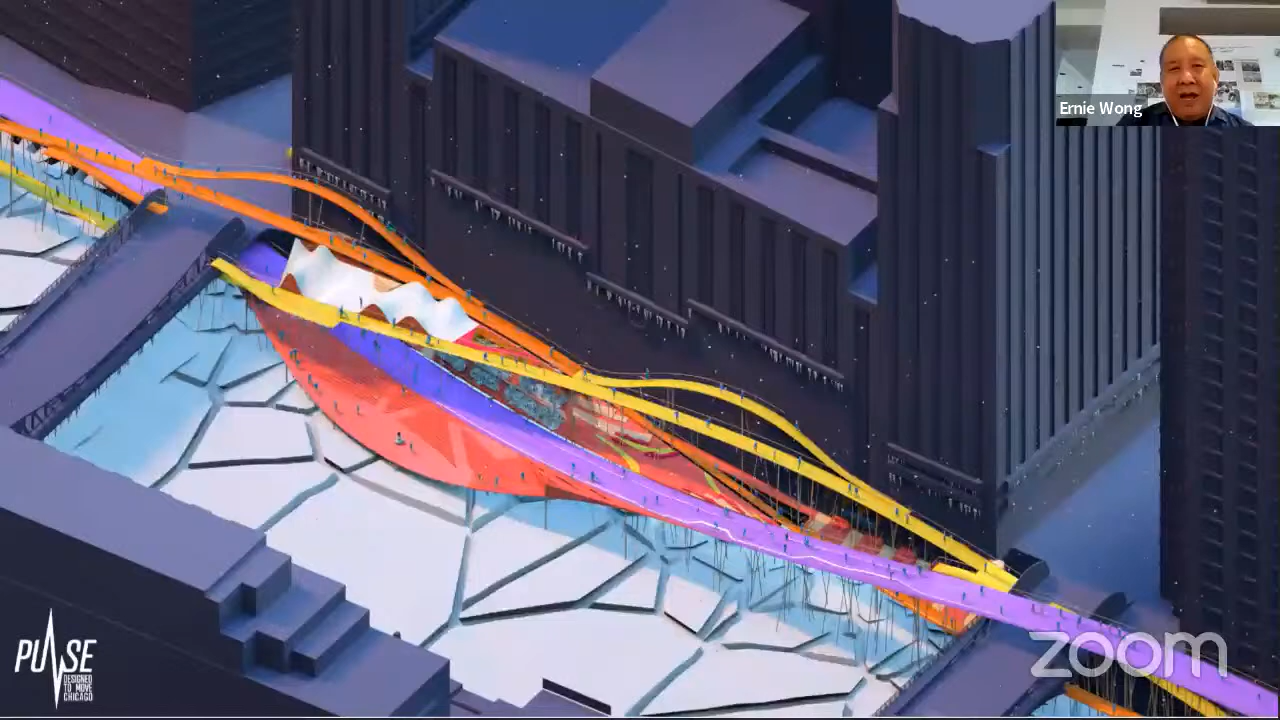 Ernie Wong
PULSE
DESIGNED
TO MOVE
CHICAGO
zoom